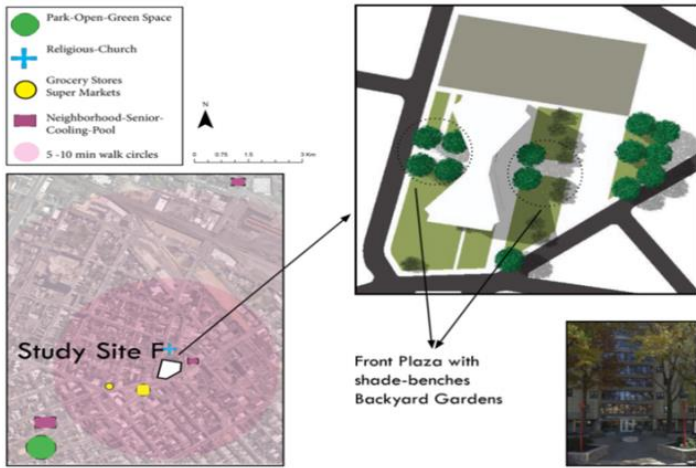 Park-Open-Green Space
Religious-Church
Grocery Stores
Super Markets
Neighborhood-Senior-
Cooling-Pool
5 -10 min walk circles
N
0 0.75 1.5 3 Km
Study Site F
Front Plaza with
shade-benches
Backyard Gardens